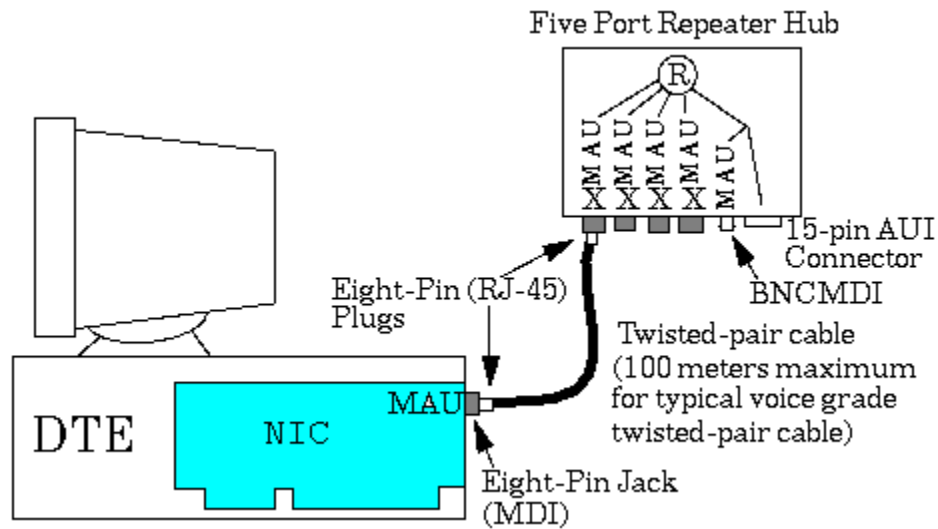 Five Port Repeater Hub
R
MAU MAU MAU MAU MAU
X X X X
15-pin AUI
Connector
BNCMDI
Eight-Pin (RJ-45)
Plugs
Twisted-pair cable
(100 meters maximum
for typical voice grade
twisted-pair cable)
MAU
DTE
NIC
Eight-Pin Jack
(MDI)